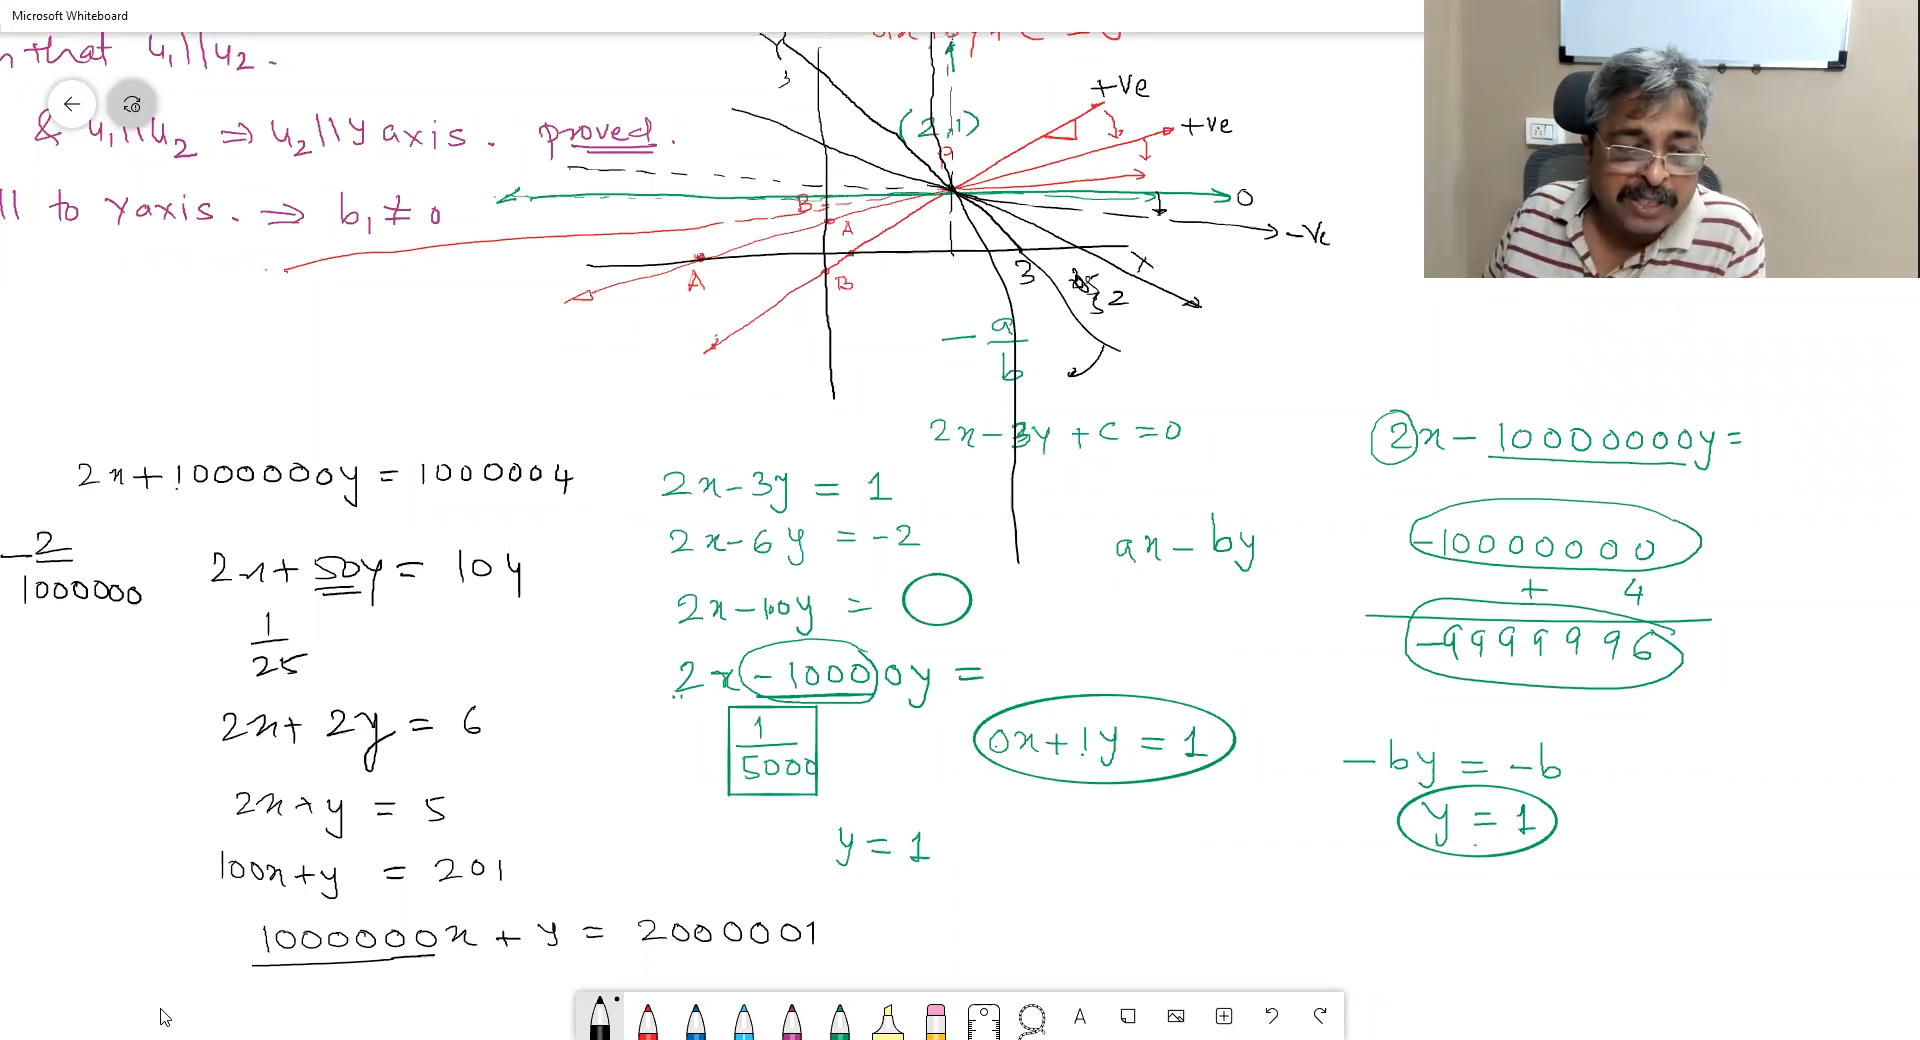 Microsoft Whiteboard
that u₁||u₂.
& u₁||u₂ ⇒ u₂||y axis. proved.
to Y axis. ⇒ b₁ ≠ 0
Y
3
(2,1)
+ve
+ve
0
-ve
X
B
A
A
B
3
2
- a/b
2x-3y+c=0
2x+1000000y = 1000004
-2/1000000
2x+50y = 104
1/25
2x+2y = 6
2x+y = 5
100x+y = 201
1000000x + y = 2000001
2x-3y = 1
2x-6y = -2
2x-100y =
2x-10000y =
1/5000
0x+1y = 1
y = 1
ax-by
2x-10000000y =
-10000000
+ 4
-9999996
-by = -b
y = 1
A